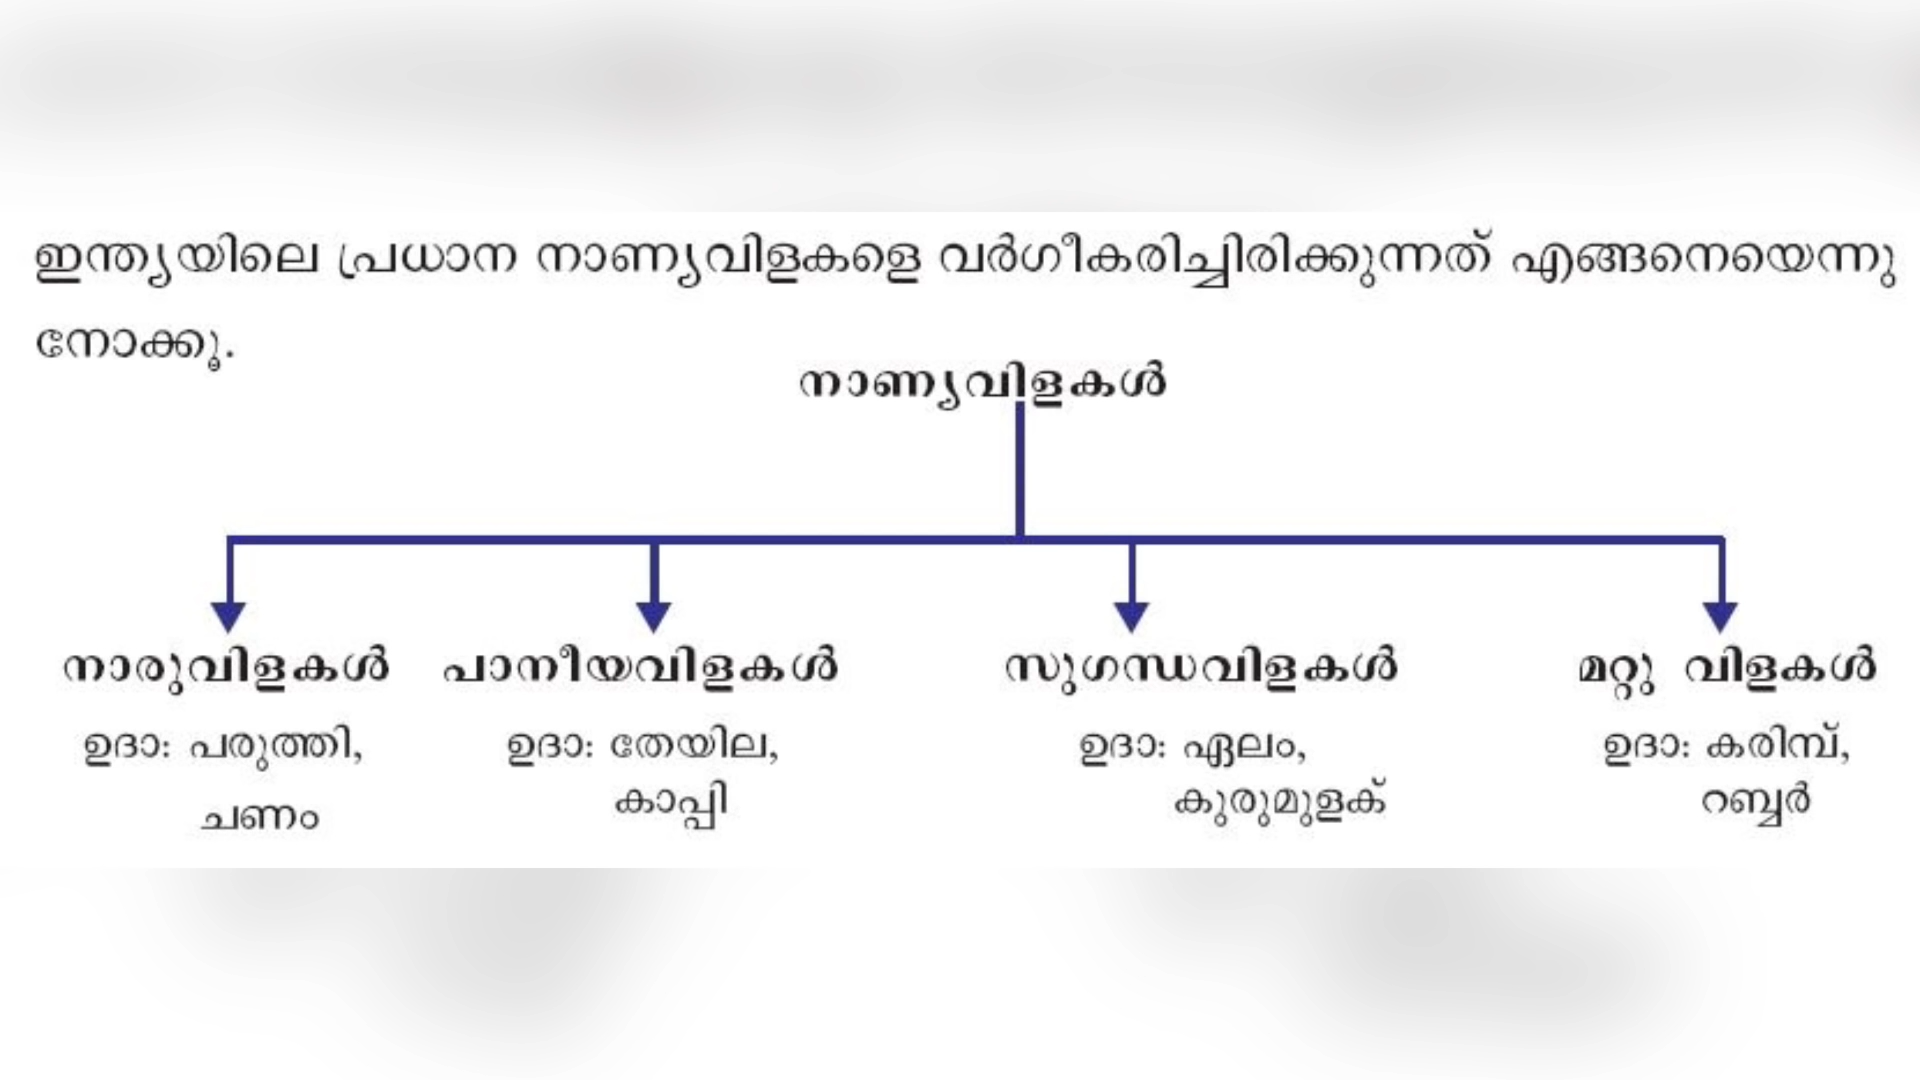 ഇന്ത്യയിലെ പ്രധാന നാണ്യവിളകളെ വർഗീകരിച്ചിരിക്കുന്നത് എങ്ങനെയെന്നു
നോക്കൂ.
നാണ്യവിളകൾ
നാരുവിളകൾ
ഉദാ: പരുത്തി,
ചണം
പാനീയവിളകൾ
ഉദാ: തേയില,
കാപ്പി
സുഗന്ധവിളകൾ
ഉദാ: ഏലം,
കുരുമുളക്
മറ്റു വിളകൾ
ഉദാ: കരിമ്പ്,
റബ്ബർ